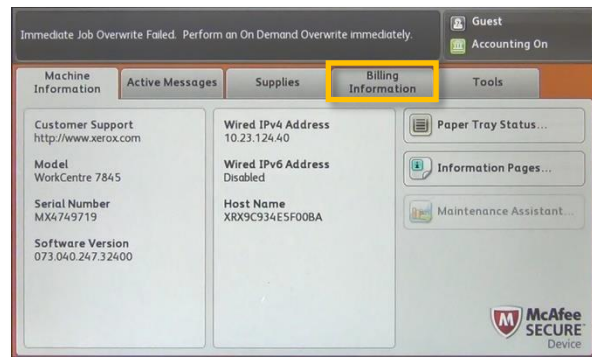 Immediate Job Overwrite Failed. Perform an On Demand Overwrite immediately.
Guest
Accounting On
Machine Information
Active Messages
Supplies
Billing Information
Tools
Customer Support
http://www.xerox.com
Model
WorkCentre 7845
Serial Number
MX4749719
Software Version
073.040.247.32400
Wired IPv4 Address
10.23.124.40
Wired IPv6 Address
Disabled
Host Name
XRX9C934E5F00BA
Paper Tray Status...
Information Pages...
Maintenance Assistant...
McAfee
SECURE™
Device